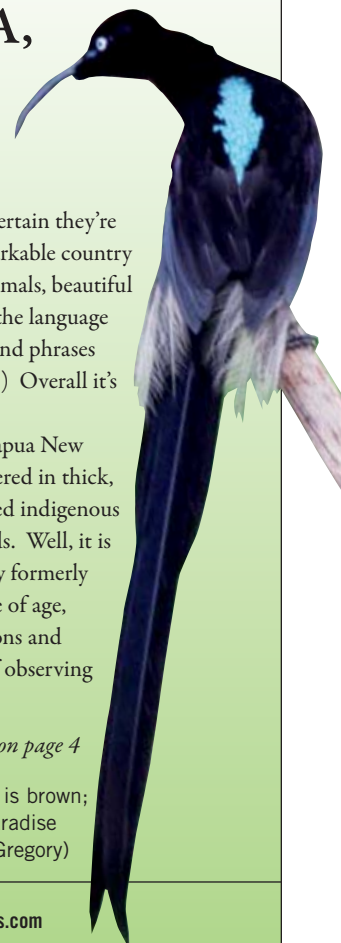 A,
ertain they're
rkable country
mals, beautiful
the language
nd phrases
) Overall it's
apua New
ered in thick,
ed indigenous
ls. Well, it is
y formerly
e of age,
ons and
f observing
on page 4
is brown;
radise
Gregory)
s.com